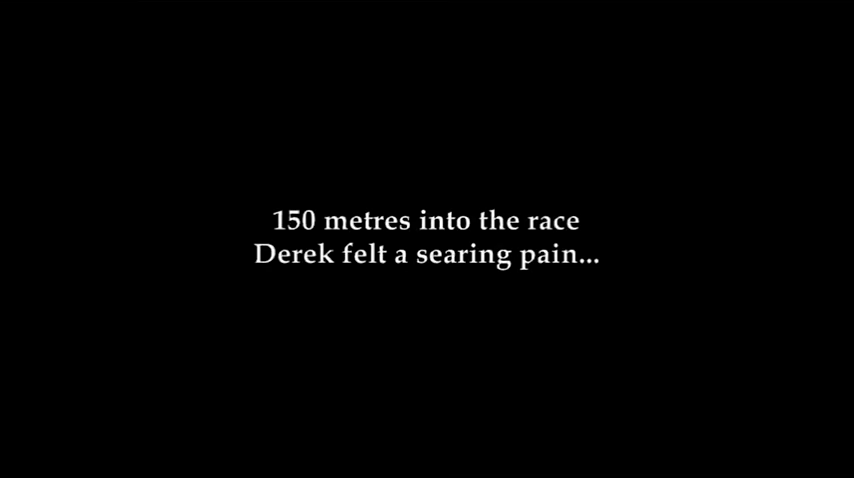 150 metres into the race
Derek felt a searing pain...